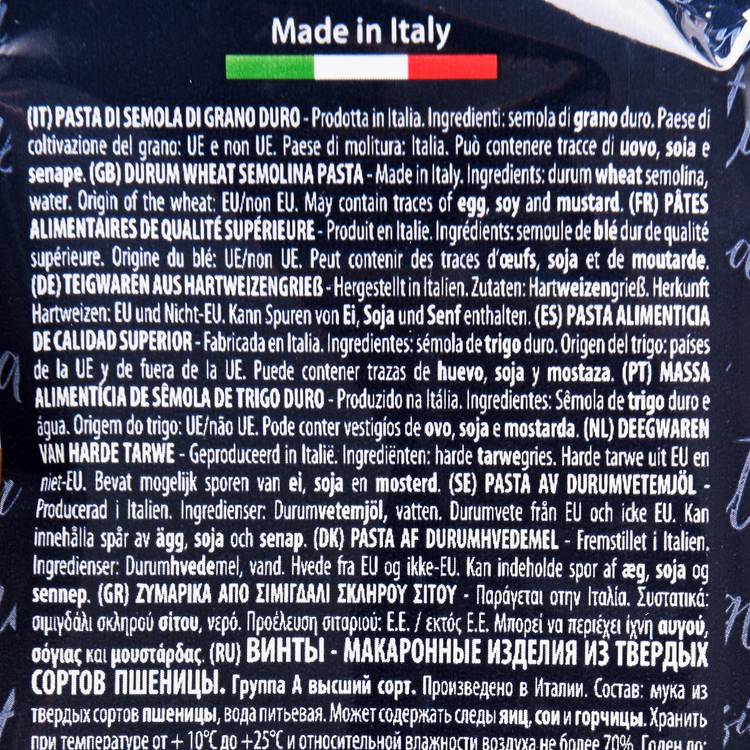 Made in Italy
(IT) PASTA DI SEMOLA DI GRANO DURO - Prodotta in Italia. Ingredienti: semola di grano duro. Paese di
coltivazione del grano: UE e non UE. Paese di molitura: Italia. Può contenere tracce di uovo, soia e
senape. (GB) DURUM WHEAT SEMOLINA PASTA - Made in Italy. Ingredients: durum wheat semolina,
water. Origin of the wheat: EU/non EU. May contain traces of egg, soy and mustard. (FR) PÂTES
ALIMENTAIRES DE QUALITÉ SUPÉRIEURE - Produit en Italie. Ingrédients: semoule de blé dur de qualité
supérieure. Origine du blé: UE/non UE. Peut contenir des traces d'œufs, soja et de moutarde.
(DE) TEIGWAREN AUS HARTWEIZENGRIEß - Hergestellt in Italien. Zutaten: Hartweizengrieß. Herkunft
Hartweizen: EU und Nicht-EU. Kann Spuren von Ei, Soja und Senf enthalten. (ES) PASTA ALIMENTICIA
DE CALIDAD SUPERIOR - Fabricada en Italia. Ingredientes: sémola de trigo duro. Origen del trigo: países
de la UE y de fuera de la UE. Puede contener trazas de huevo, soja y mostaza. (PT) MASSA
ALIMENTÍCIA DE SÊMOLA DE TRIGO DURO - Produzido na Itália. Ingredientes: Sêmola de trigo duro e
água. Origem do trigo: UE/não UE. Pode conter vestigios de ovo, soja e mostarda. (NL) DEEGWAREN
VAN HARDE TARWE - Geproduceerd in Italië. Ingrediënten: harde tarwegries. Harde tarwe uit EU en
niet-EU. Bevat mogelijk sporen van ei, soja en mosterd. (SE) PASTA AV DURUMVETEMJÖL -
Producerad i Italien. Ingredienser: Durumvetemjöl, vatten. Durumvete från EU och icke EU. Kan
innehålla spår av ägg, soja och senap. (DK) PASTA AF DURUMHVEDEMEL - Fremstillet i Italien.
Ingredienser: Durumhvedemel, vand. Hvede fra EU og ikke-EU. Kan indeholde spor af æg, soja og
sennep. (GR) ΖΥΜΑΡΙΚΑ ΑΠΟ ΣΙΜΙΓΔΑΛΙ ΣΚΛΗΡΟΥ ΣΙΤΟΥ - Παράγεται στην Ιταλία. Συστατικά:
σιμιγδάλι σκληρού σίτου, νερό. Προέλευση σιταριού: Ε.Ε. / εκτός Ε.Ε. Μπορεί να περιέχει ίχνη αυγού,
σόγιας και μουστάρδας. (RU) ВИНТЫ - МАКАРОННЫЕ ИЗДЕЛИЯ ИЗ ТВЕРДЫХ
СОРТОВ ПШЕНИЦЫ. Группа А высший сорт. Произведено в Италии. Состав: мука из
твердых сортов пшеницы, вода питьевая. Может содержать следы яиц, сои и горчицы. Хранить
при температуре от + 10°C до +25°C и относительной влажности воздуха не более 70%. Годен до: